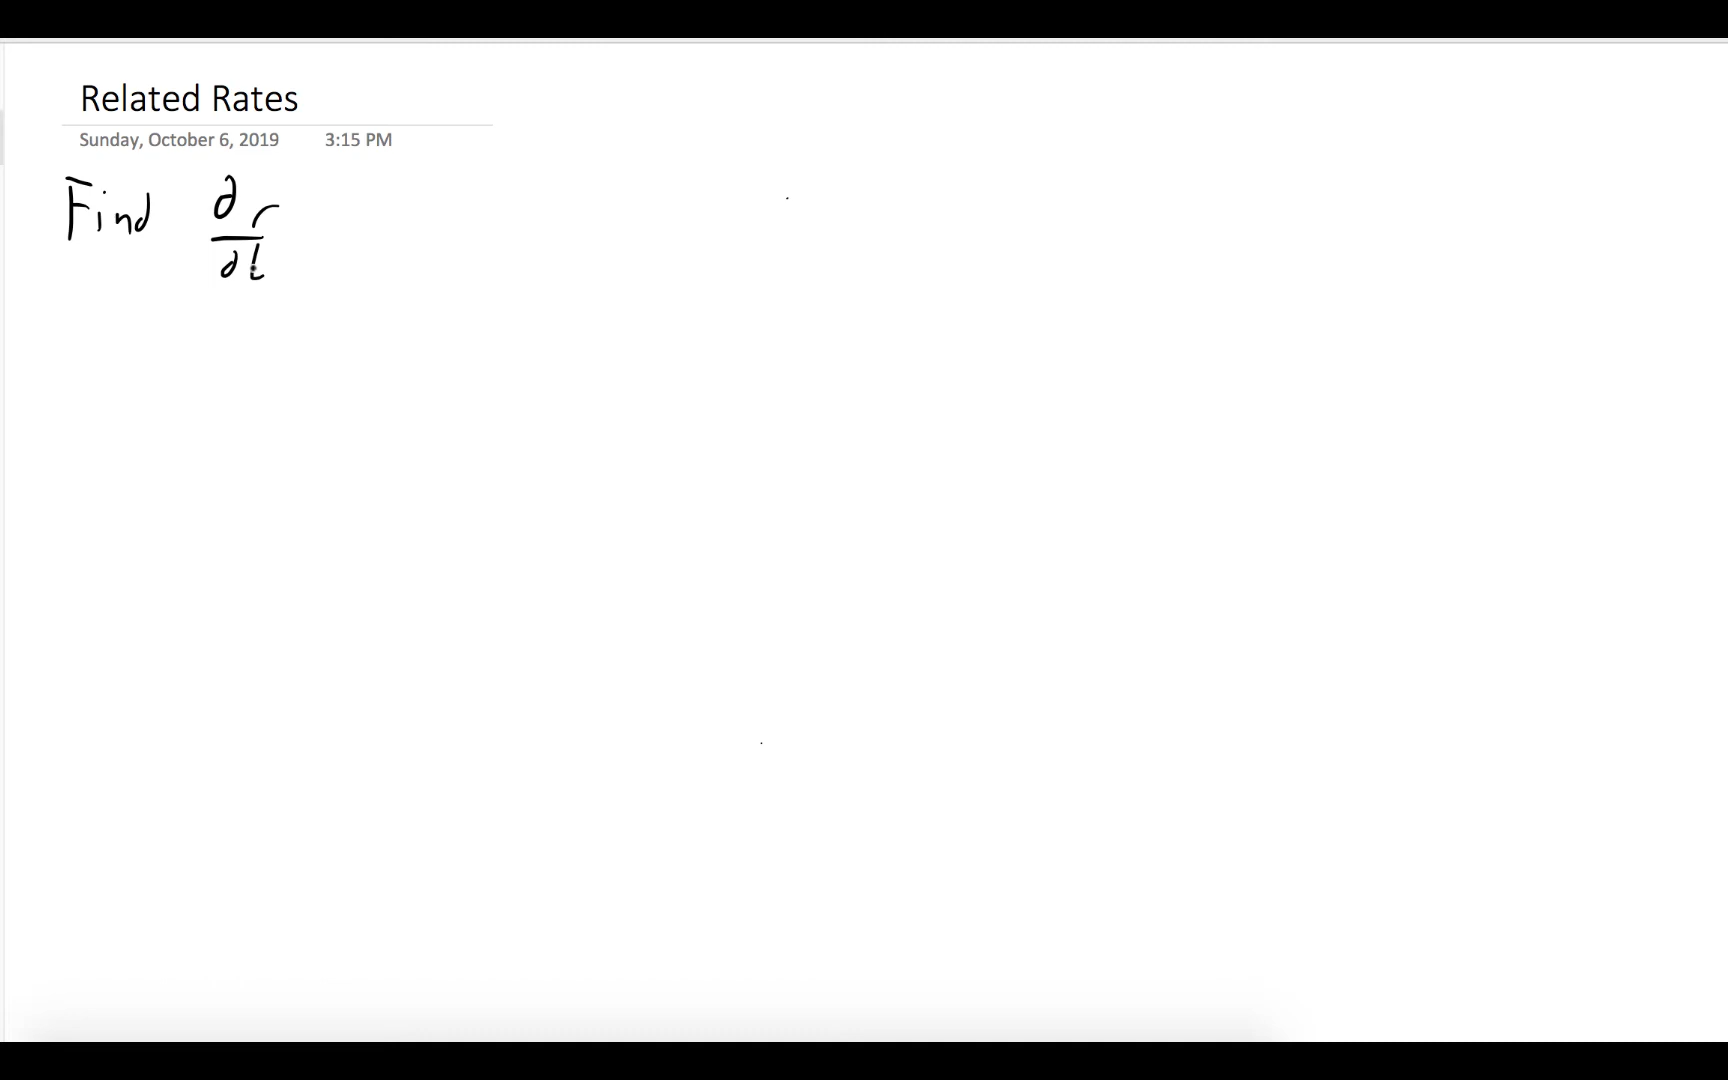 Related Rates
Sunday, October 6, 2019 3:15 PM
Find ∂r/∂t